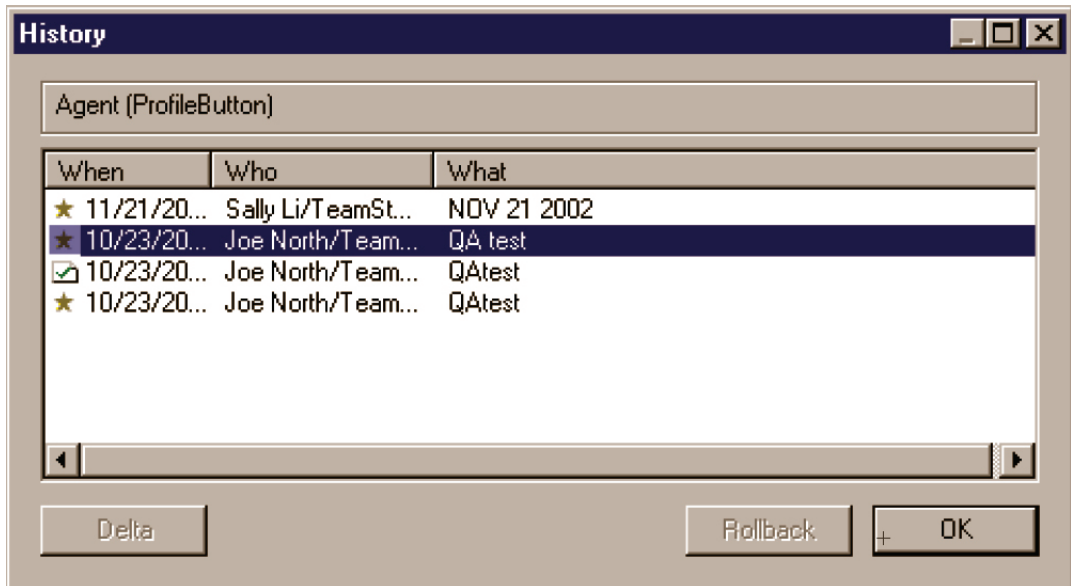 History
Agent (ProfileButton)
When Who What
11/21/20... Sally Li/TeamSt... NOV 21 2002
10/23/20... Joe North/Team... QA test
10/23/20... Joe North/Team... QAtest
10/23/20... Joe North/Team... QAtest
Delta Rollback OK